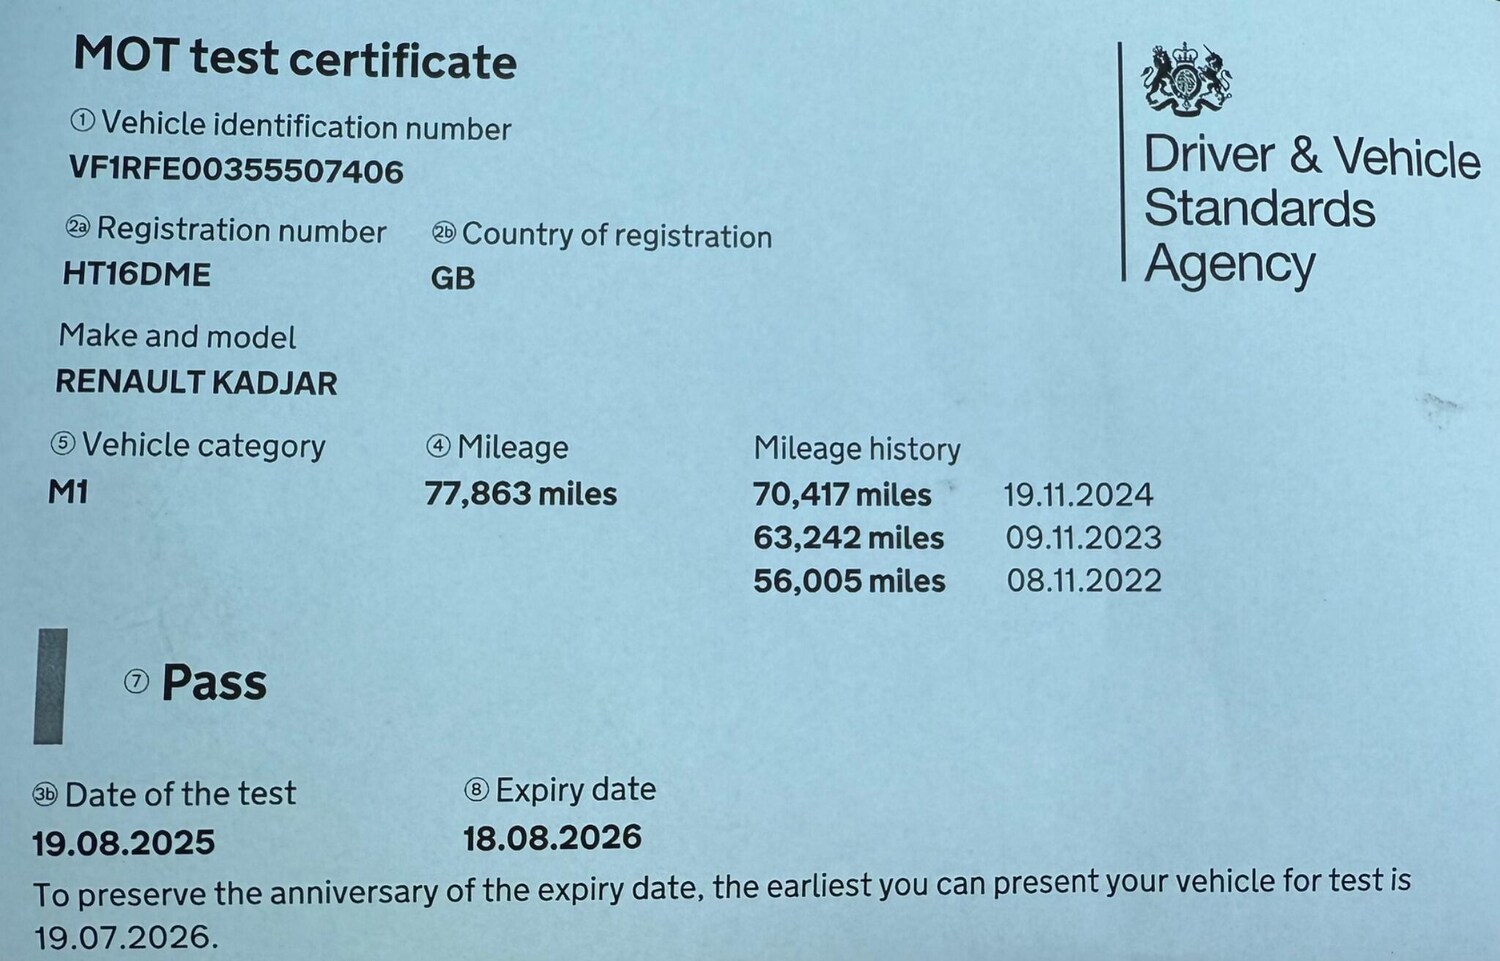 MOT test certificate
① Vehicle identification number
VF1RFE00355507406
2a Registration number 2b Country of registration
HT16DME GB
Make and model
RENAULT KADJAR
⑤ Vehicle category ④ Mileage Mileage history
M1 77,863 miles 70,417 miles 19.11.2024
63,242 miles 09.11.2023
56,005 miles 08.11.2022
⑦ Pass
3b Date of the test ⑧ Expiry date
19.08.2025 18.08.2026
To preserve the anniversary of the expiry date, the earliest you can present your vehicle for test is
19.07.2026.
Driver & Vehicle
Standards
Agency